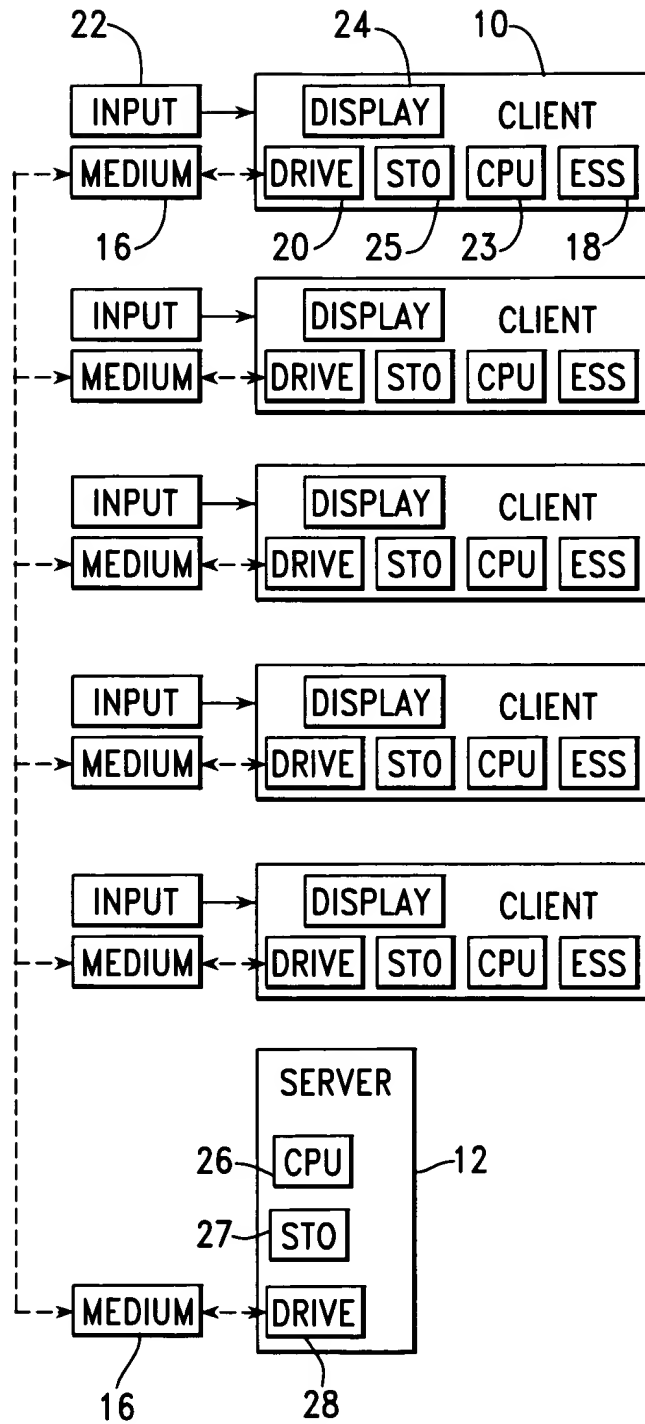 22 24 10
INPUT DISPLAY CLIENT
MEDIUM DRIVE STO CPU ESS
16 20 25 23 18
INPUT DISPLAY CLIENT
MEDIUM DRIVE STO CPU ESS
INPUT DISPLAY CLIENT
MEDIUM DRIVE STO CPU ESS
INPUT DISPLAY CLIENT
MEDIUM DRIVE STO CPU ESS
INPUT DISPLAY CLIENT
MEDIUM DRIVE STO CPU ESS
SERVER
26 CPU 12
27 STO
MEDIUM DRIVE
16 28